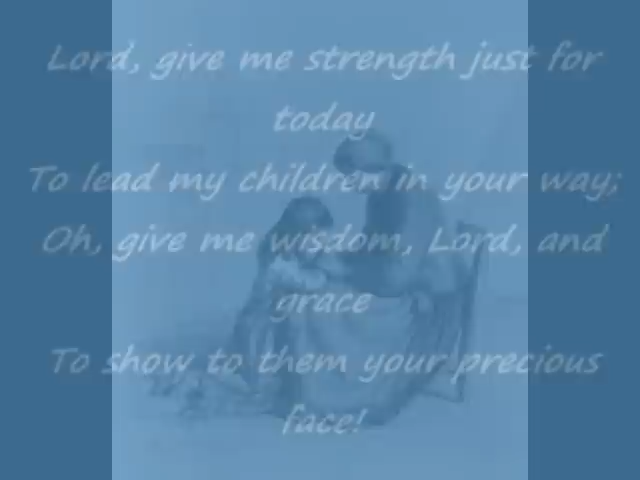 Lord, give me strength just for
today
To lead my children in your way;
Oh, give me wisdom, Lord, and
grace
To show to them your precious
face!